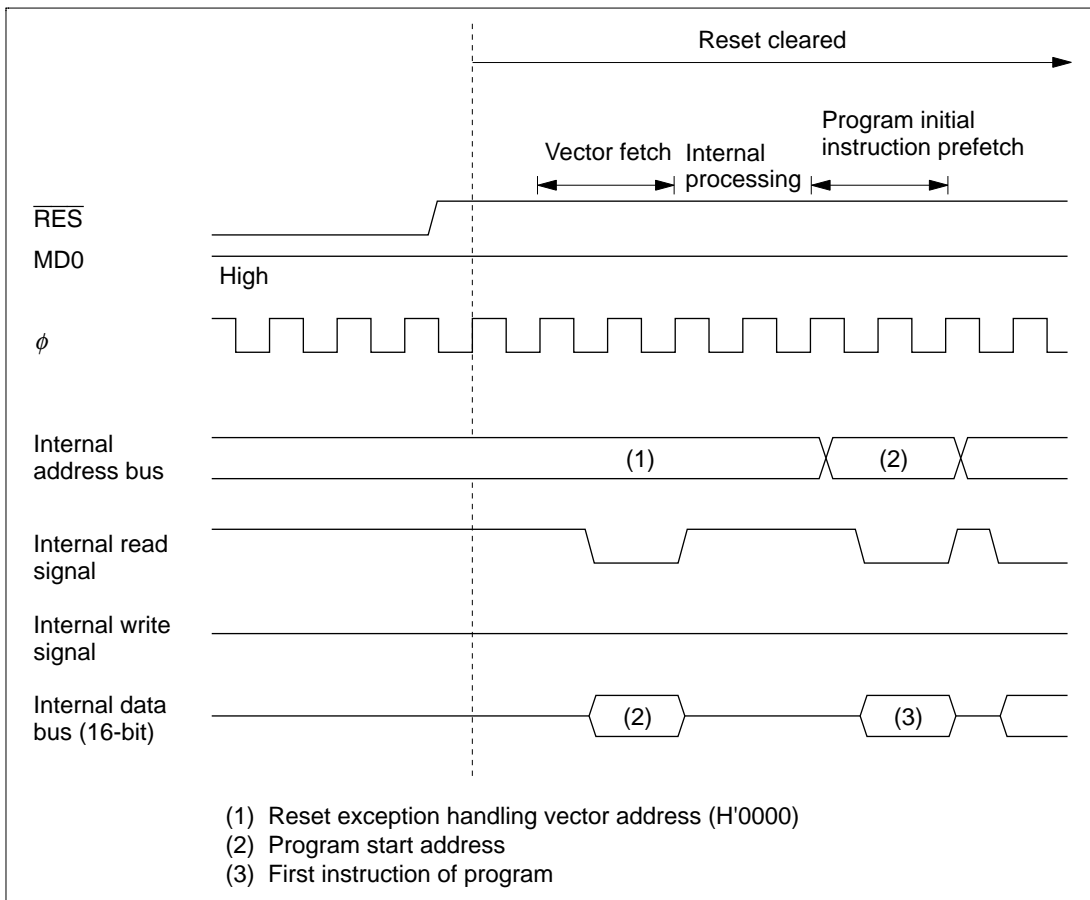 Reset cleared
Vector fetch
Internal
processing
Program initial
instruction prefetch
RES
MD0
High
ϕ
Internal
address bus
(1)
(2)
Internal read
signal
Internal write
signal
Internal data
bus (16-bit)
(2)
(3)
(1) Reset exception handling vector address (H'0000)
(2) Program start address
(3) First instruction of program